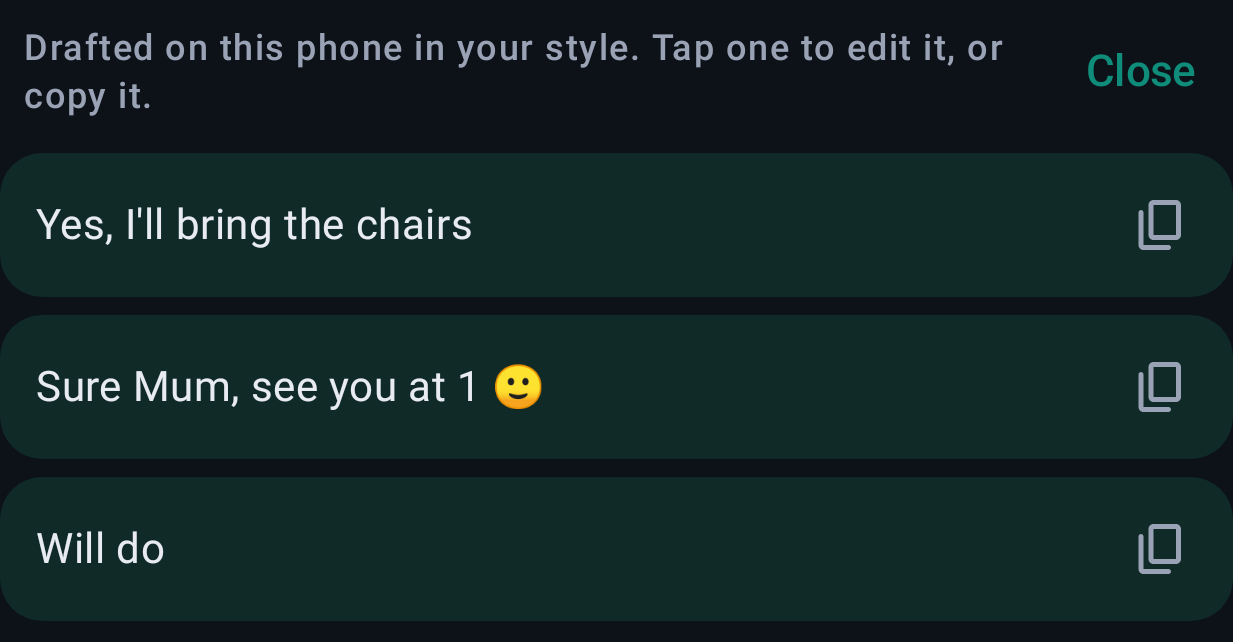 Drafted on this phone in your style. Tap one to edit it, or
copy it.
Close
Yes, I'll bring the chairs
Sure Mum, see you at 1 🙂
Will do